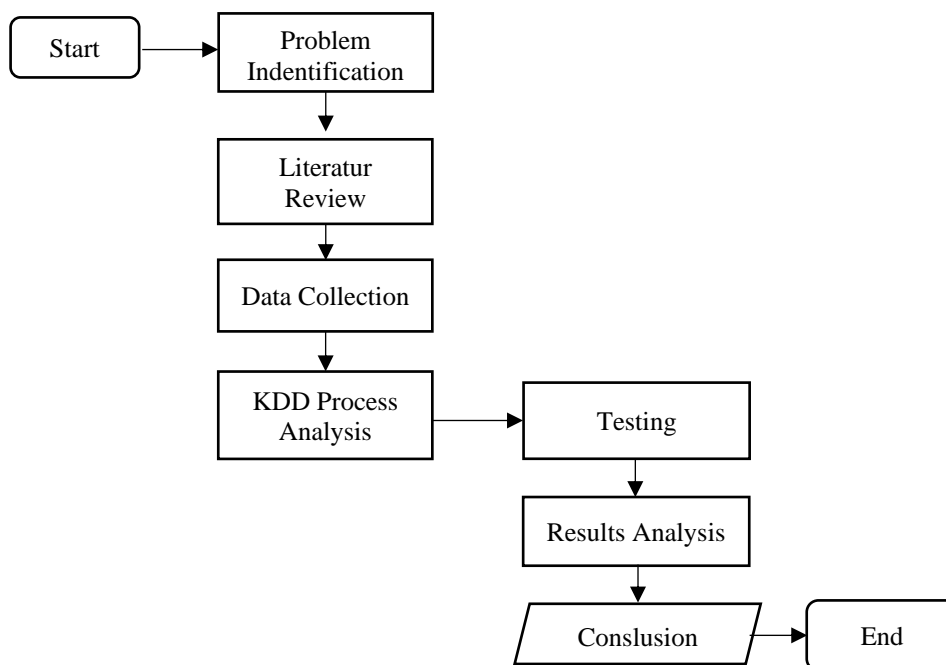 Start
Problem
Indentification
Literatur
Review
Data Collection
KDD Process
Analysis
Testing
Results Analysis
Conslusion
End